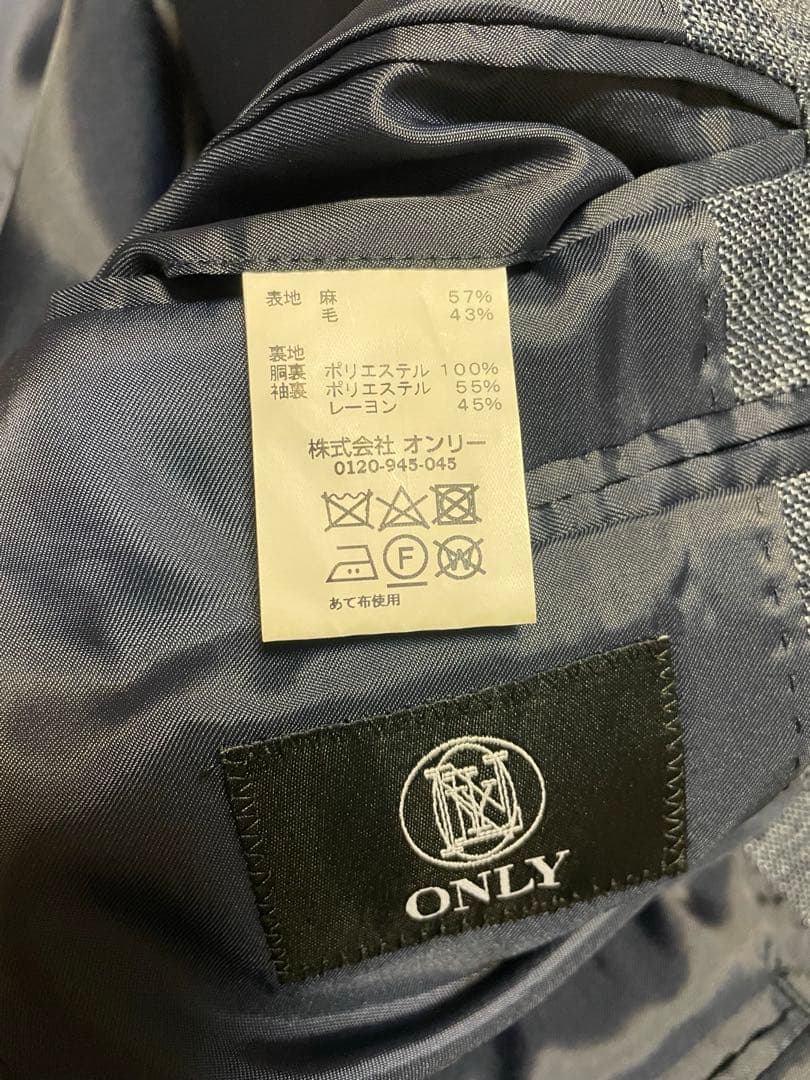 表地 麻 57%
毛 43%
裏地
胴裏 ポリエステル 100%
袖裏 ポリエステル 55%
レーヨン 45%
株式会社 オンリー
0120-945-045
F W
あて布使用
ONLY